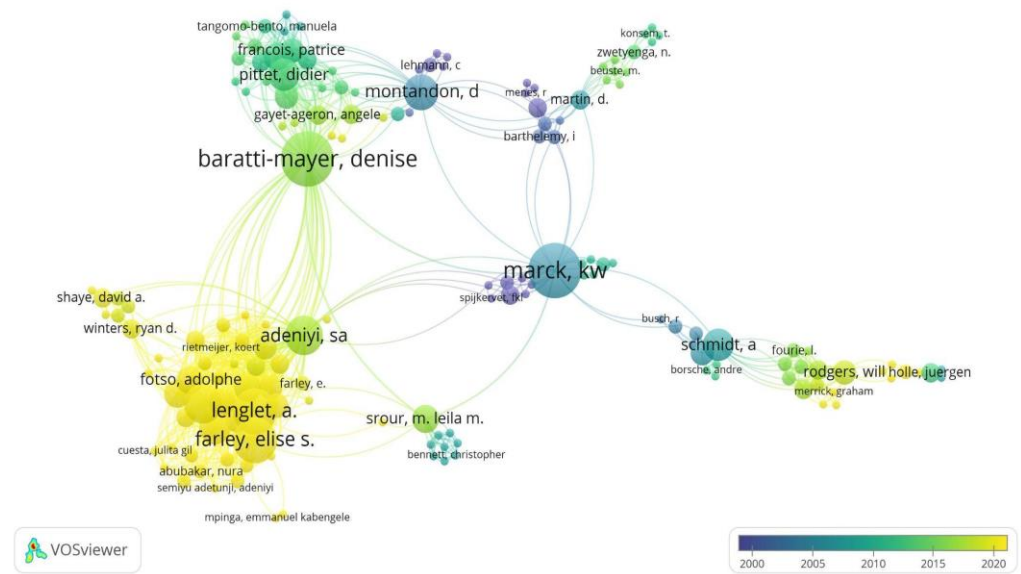 tangomo-bento, manuela
francois, patrice
pittet, didier
gayet-ageron, angele
lehmann, c
montandon, d
konsem, t.
zwetyenga, n.
beuste, m.
menes, r
martin, d.
barthelemy, i
baratti-mayer, denise
marck, kw
spijkervet, fkl
shaye, david a.
winters, ryan d.
adeniyi, sa
rietmeijer, koert
fotso, adolphe
farley, e.
lenglet, a.
farley, elise s.
cuesta, julita gil
abubakar, nura
semiyu adetunji, adeniyi
mpinga, emmanuel kabengele
srour, m. leila m.
bennett, christopher
busch, r
schmidt, a
borsche, andre
fourie, l.
rodgers, will
holle, juergen
merrick, graham
VOSviewer
2000 2005 2010 2015 2020